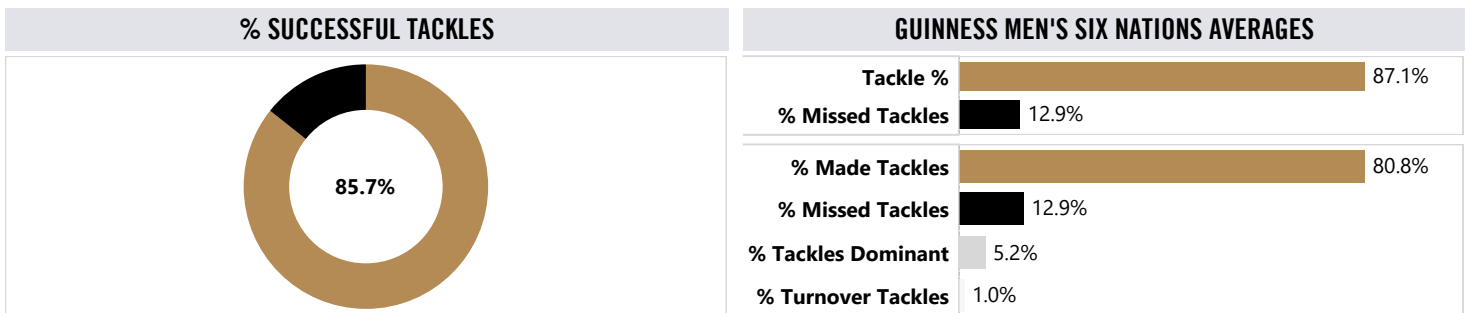 % SUCCESSFUL TACKLES
85.7%
GUINNESS MEN'S SIX NATIONS AVERAGES
Tackle % 87.1%
% Missed Tackles 12.9%
% Made Tackles 80.8%
% Missed Tackles 12.9%
% Tackles Dominant 5.2%
% Turnover Tackles 1.0%